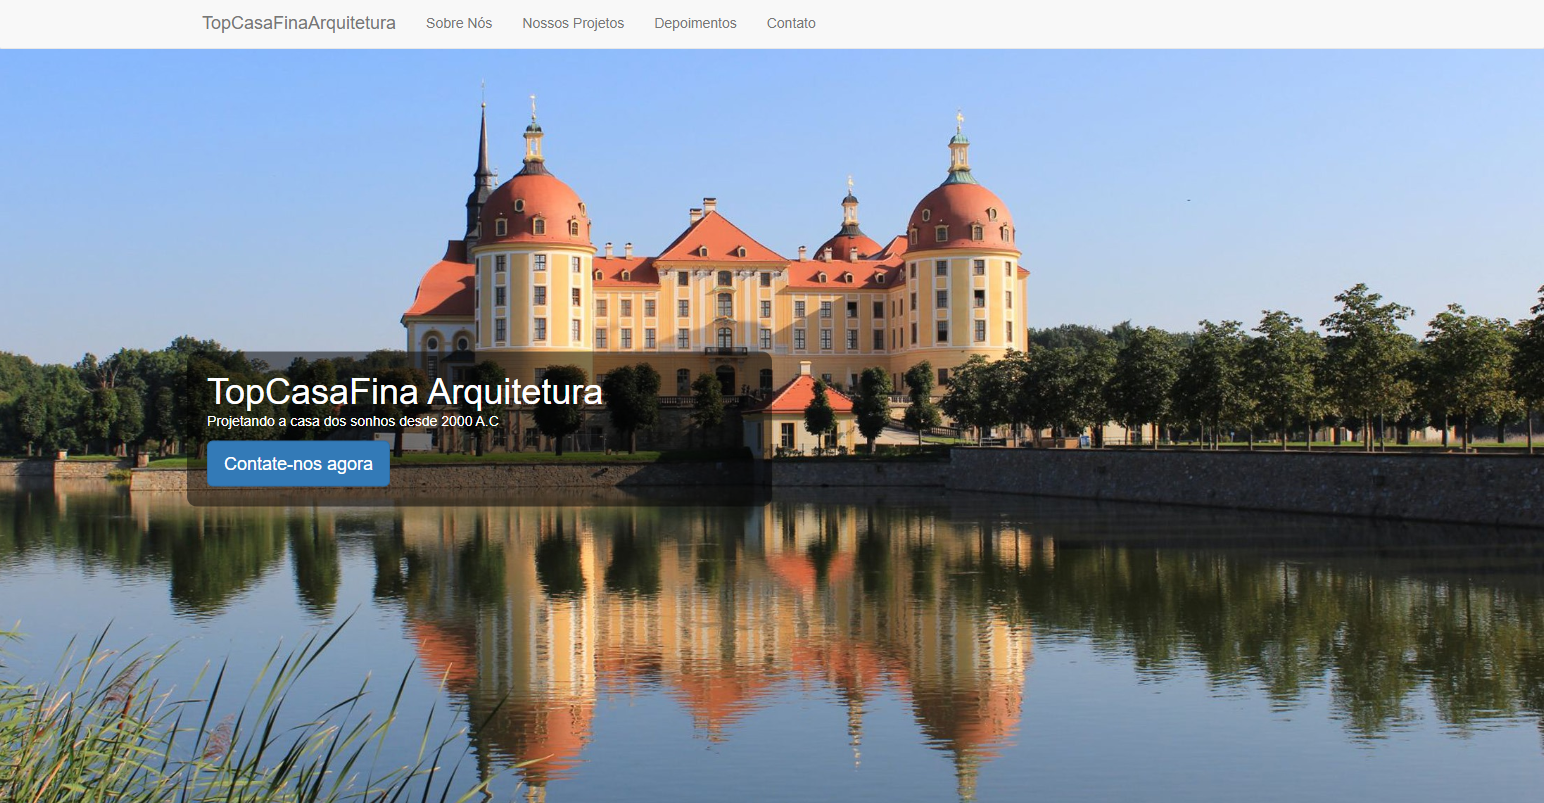 TopCasaFinaArquitetura Sobre Nós Nossos Projetos Depoimentos Contato
TopCasaFina Arquitetura
Projetando a casa dos sonhos desde 2000 A.C
Contate-nos agora